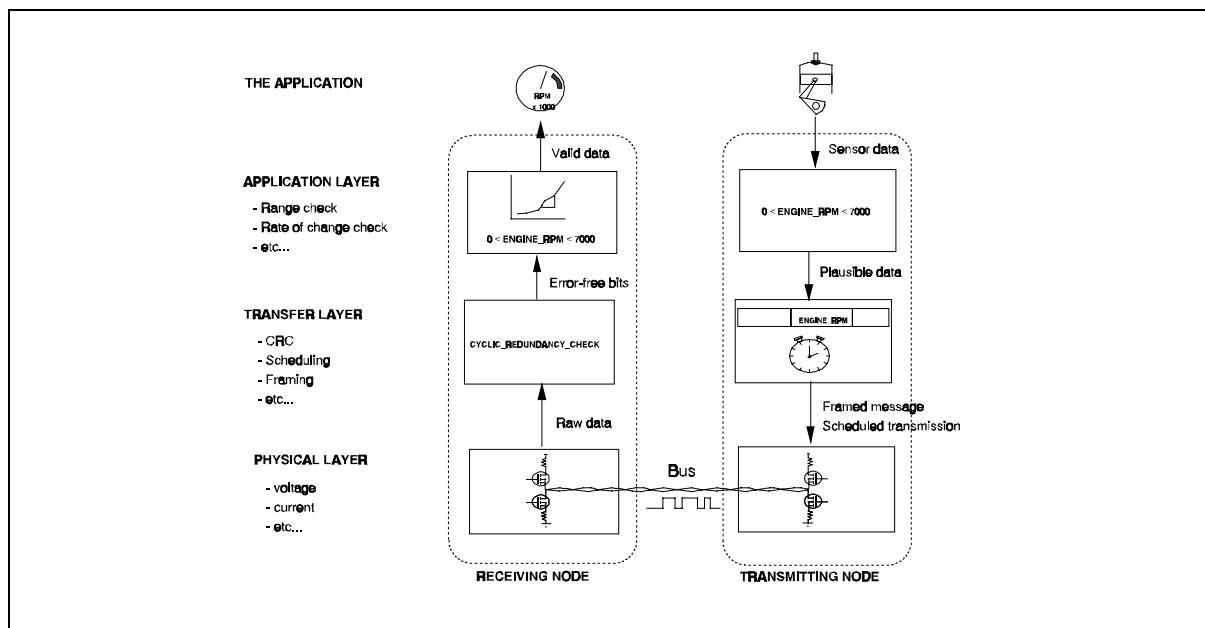 THE APPLICATION
RPM
x 1000
Valid data
Sensor data
APPLICATION LAYER
- Range check
- Rate of change check
- etc...
0 < ENGINE_RPM < 7000
0 < ENGINE_RPM < 7000
Error-free bits
Plausible data
TRANSFER LAYER
- CRC
- Scheduling
- Framing
- etc...
CYCLIC_REDUNDANCY_CHECK
ENGINE_RPM
Raw data
Framed message
Scheduled transmission
PHYSICAL LAYER
- voltage
- current
- etc...
Bus
RECEIVING NODE
TRANSMITTING NODE